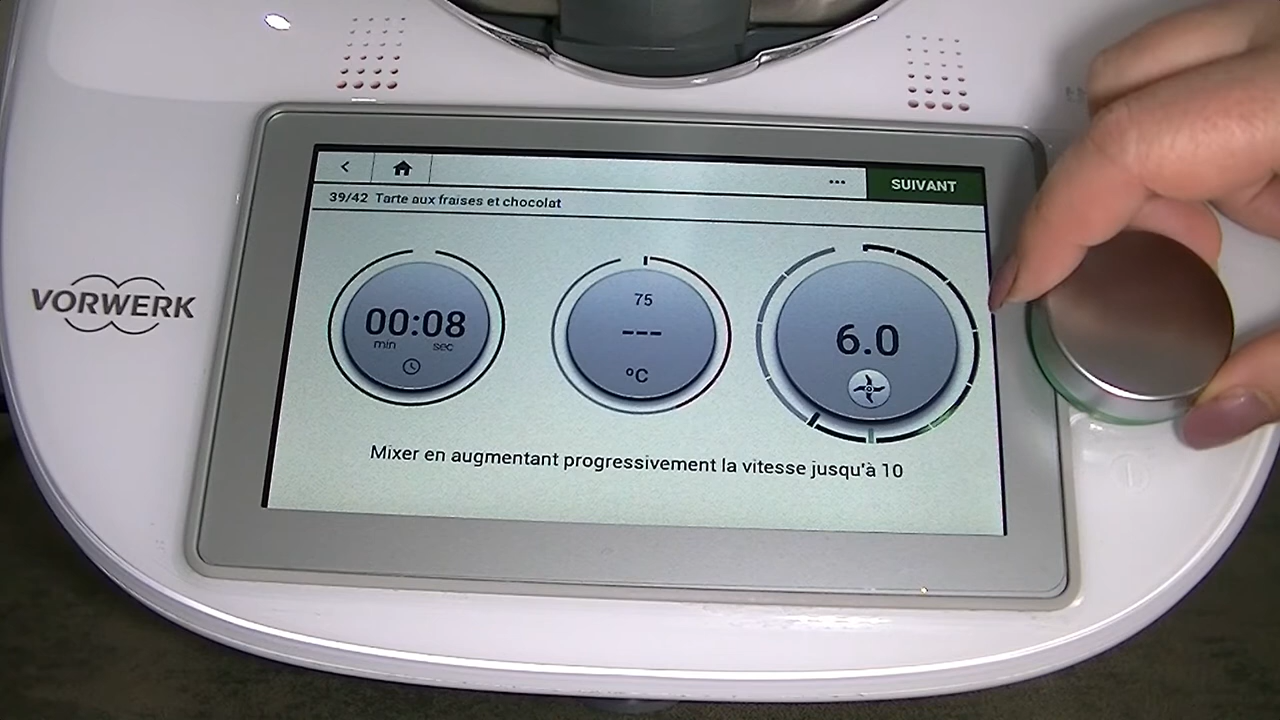 SUIVANT
39/42 Tarte aux fraises et chocolat
00:08
min sec
75
---
ºC
6.0
Mixer en augmentant progressivement la vitesse jusqu'à 10
VORWERK